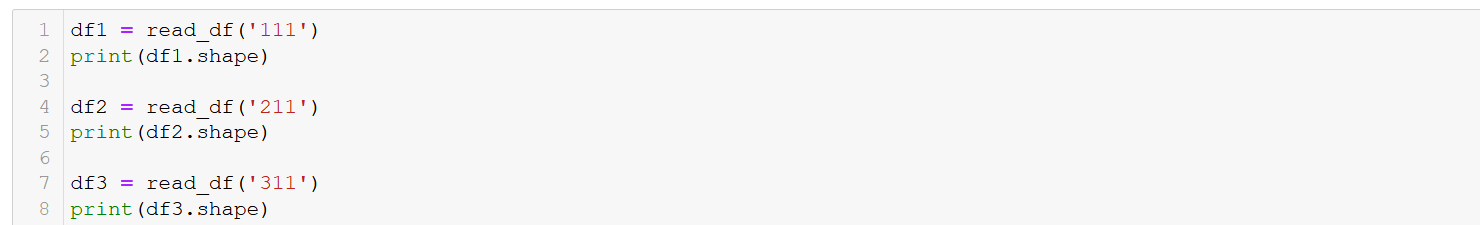 1 df1 = read_df('111')
2 print(df1.shape)
3
4 df2 = read_df('211')
5 print(df2.shape)
6
7 df3 = read_df('311')
8 print(df3.shape)